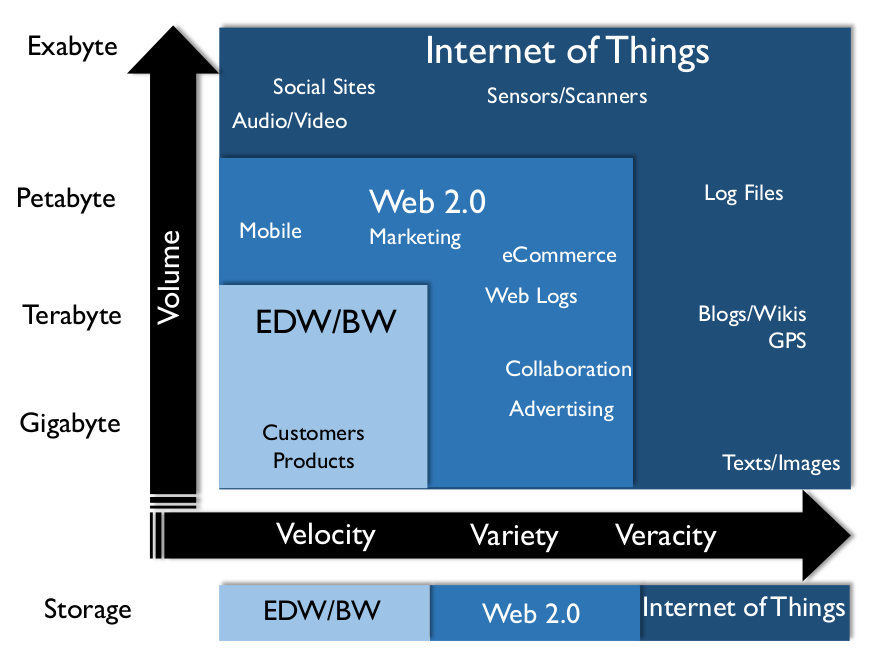 Exabyte
Internet of Things
Social Sites
Sensors/Scanners
Audio/Video
Petabyte
Web 2.0
Log Files
Mobile
Marketing
eCommerce
Volume
Web Logs
Terabyte
EDW/BW
Blogs/Wikis
GPS
Collaboration
Gigabyte
Advertising
Customers
Products
Texts/Images
Velocity
Variety
Veracity
Storage
EDW/BW
Web 2.0
Internet of Things